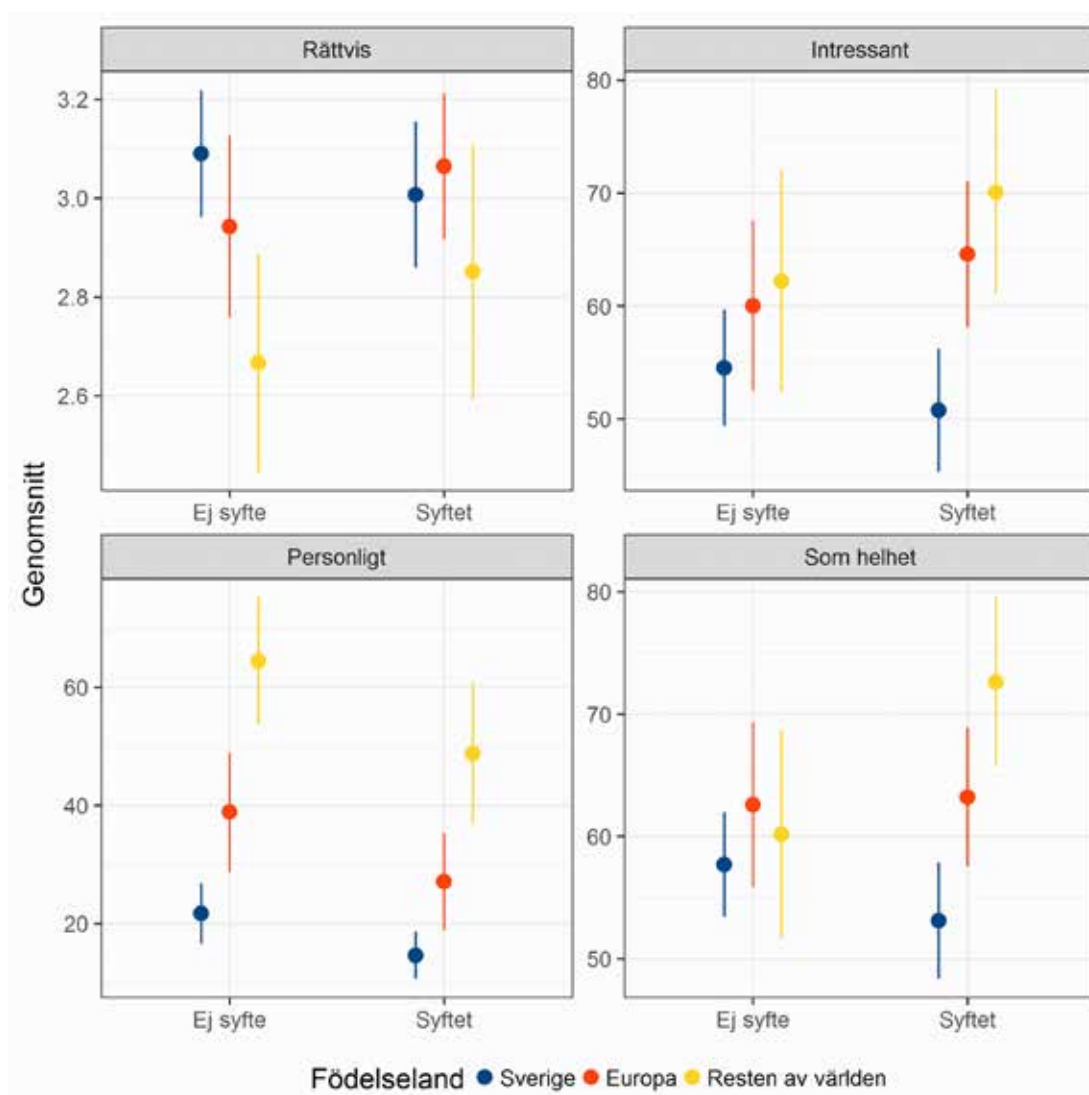 Rättvis
Intressant
3.2
3.0
2.8
2.6
80
70
60
50
Ej syfte
Syftet
Ej syfte
Syftet
Genomsnitt
Personligt
Som helhet
60
40
20
80
70
60
50
Ej syfte
Syftet
Ej syfte
Syftet
Födelseland Sverige Europa Resten av världen